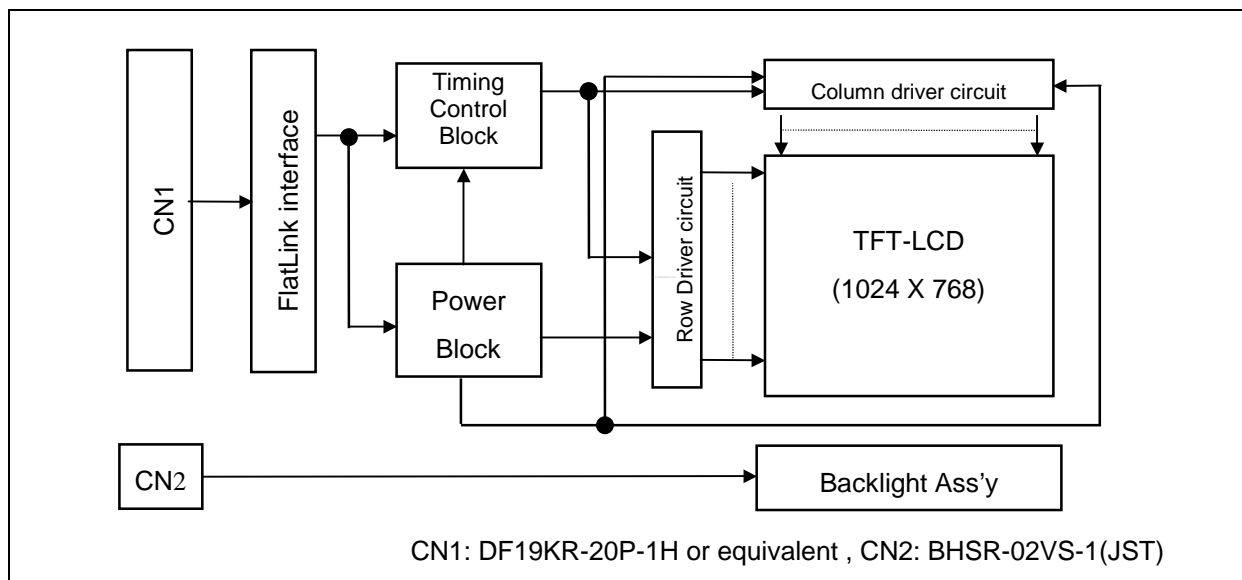 CN1
FlatLink interface
Timing
Control
Block
Power
Block
Row Driver circuit
Column driver circuit
TFT-LCD
(1024 X 768)
CN2
Backlight Ass’y
CN1: DF19KR-20P-1H or equivalent , CN2: BHSR-02VS-1(JST)